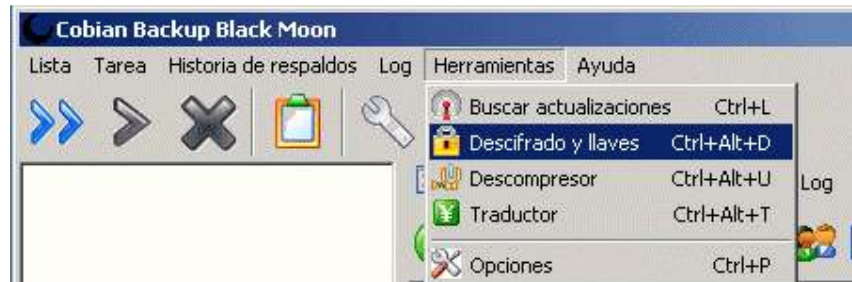 Cobian Backup Black Moon
Lista Tarea Historia de respaldos Log Herramientas Ayuda
Buscar actualizaciones Ctrl+L
Descifrado y llaves Ctrl+Alt+D
Descompresor Ctrl+Alt+U
Log
Traductor Ctrl+Alt+T
Opciones Ctrl+P